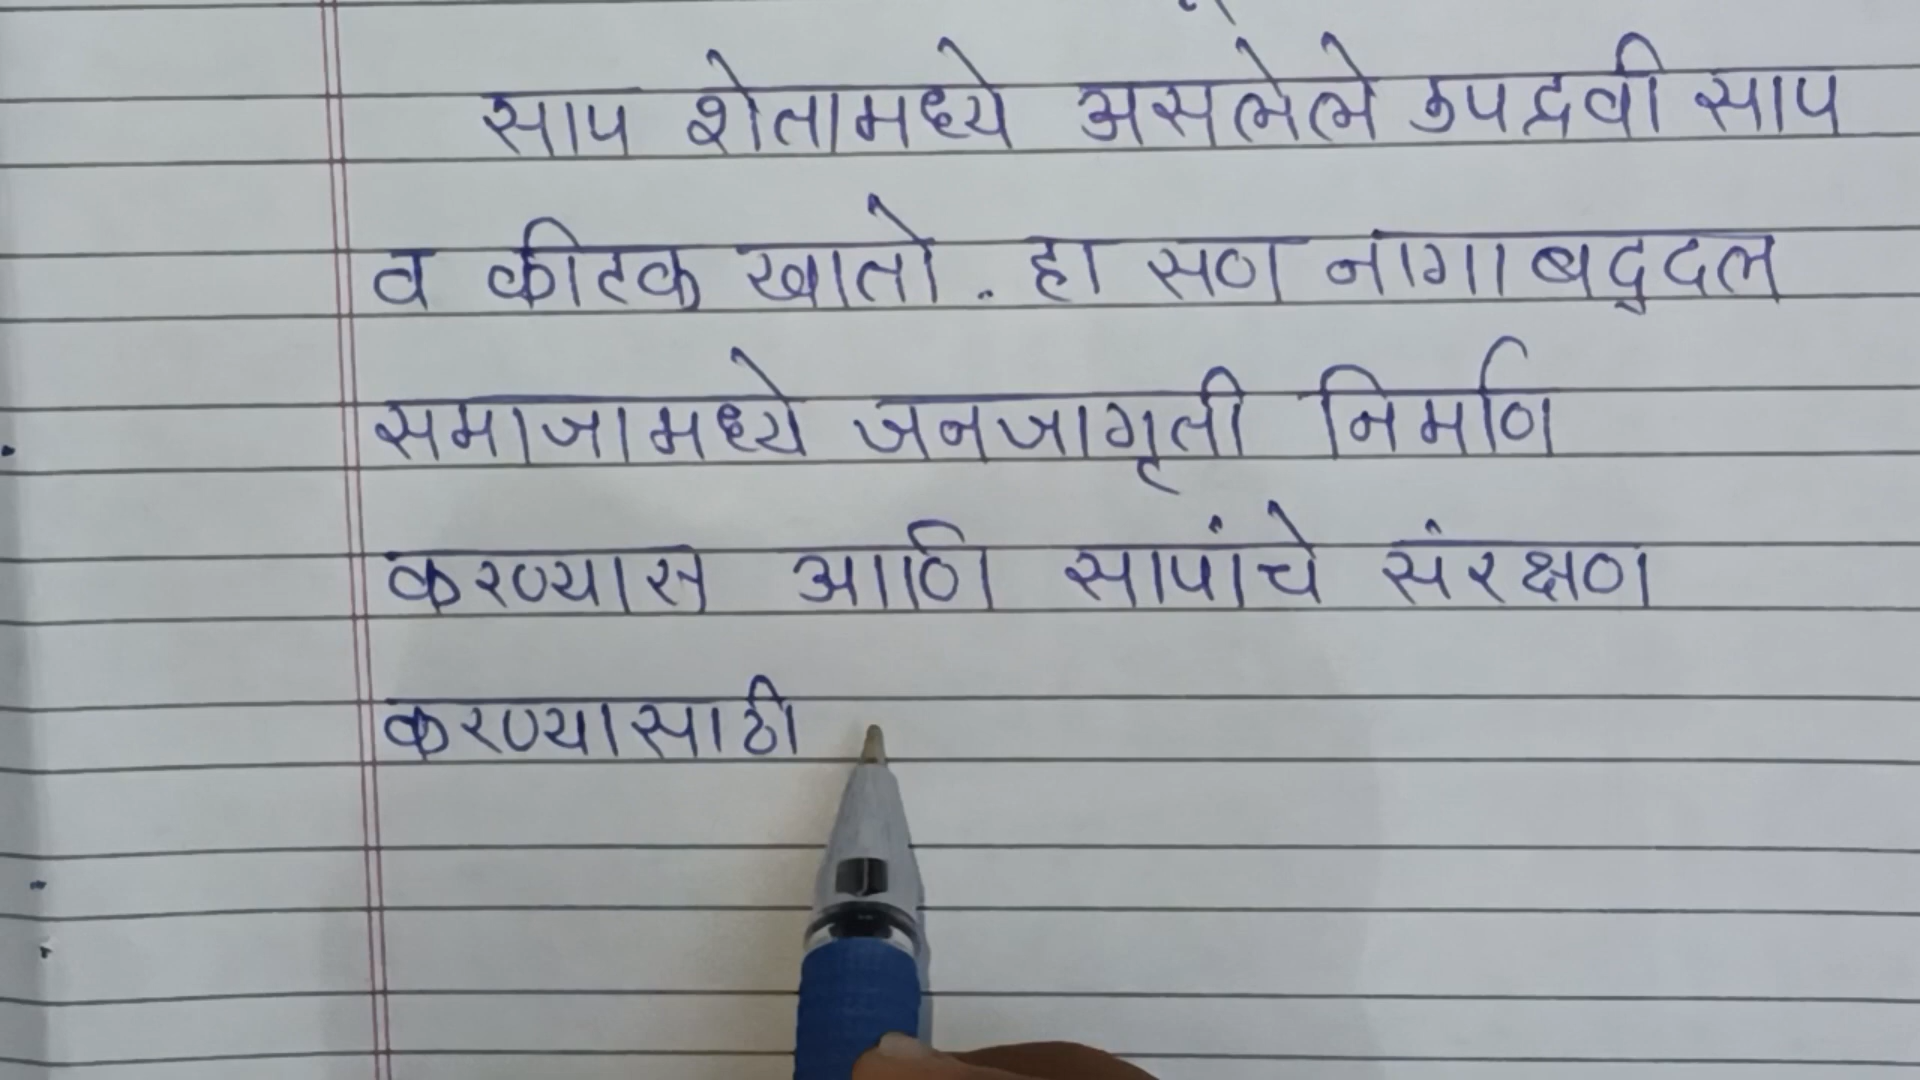 साप शेतामध्ये असलेले उपद्रवी साप
व कीटक खातो. हा सण नागाबद्दल
समाजामध्ये जनजागृती निर्माण
करण्यास आणि सापांचे संरक्षण
करण्यासाठी